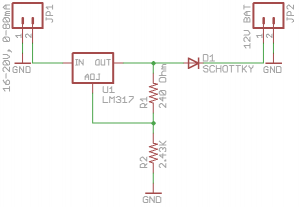 16-20V, 0-80mA
JP1
1
2
GND
IN OUT
ADJ
U1
LM317
R1
240 Ohm
D1
SCHOTTKY
12V BAT
JP2
1
2
GND
R2
2.43K
GND